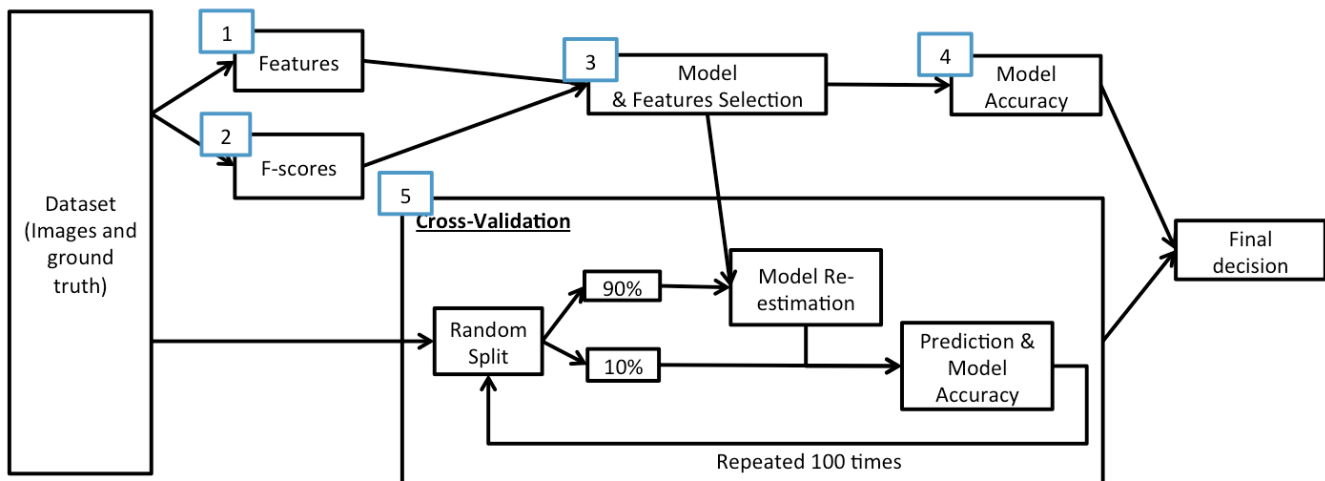 1
Features
2
F-scores
3
Model
& Features Selection
4
Model
Accuracy
Dataset
(Images and
ground
truth)
5
Cross-Validation
Random
Split
90%
10%
Model Re-
estimation
Prediction &
Model
Accuracy
Repeated 100 times
Final
decision